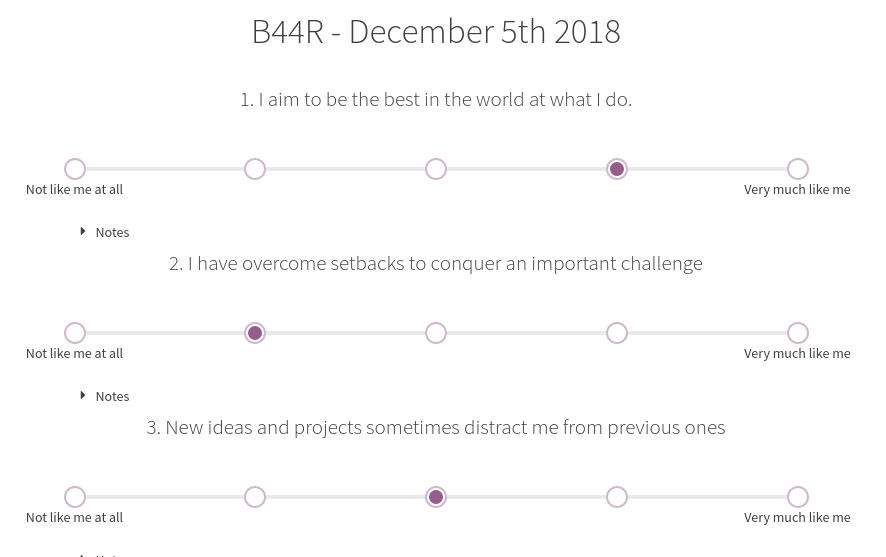 B44R - December 5th 2018
1. I aim to be the best in the world at what I do.
Not like me at all
Very much like me
Notes
2. I have overcome setbacks to conquer an important challenge
Not like me at all
Very much like me
Notes
3. New ideas and projects sometimes distract me from previous ones
Not like me at all
Very much like me